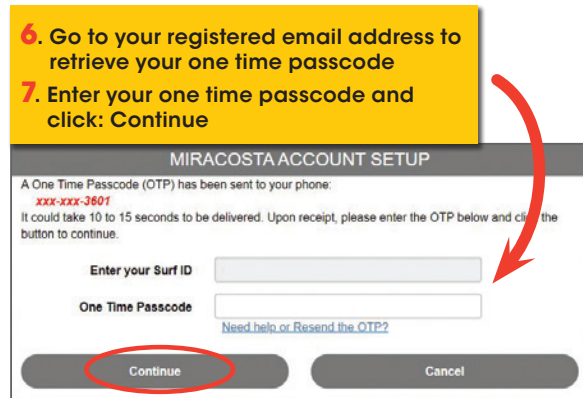 6. Go to your registered email address to
retrieve your one time passcode
7. Enter your one time passcode and
click: Continue
MIRACOSTA ACCOUNT SETUP
A One Time Passcode (OTP) has been sent to your phone:
xxx-xxx-3601
It could take 10 to 15 seconds to be delivered. Upon receipt, please enter the OTP below and click the
button to continue.
Enter your Surf ID
One Time Passcode
Need help or Resend the OTP?
Continue
Cancel